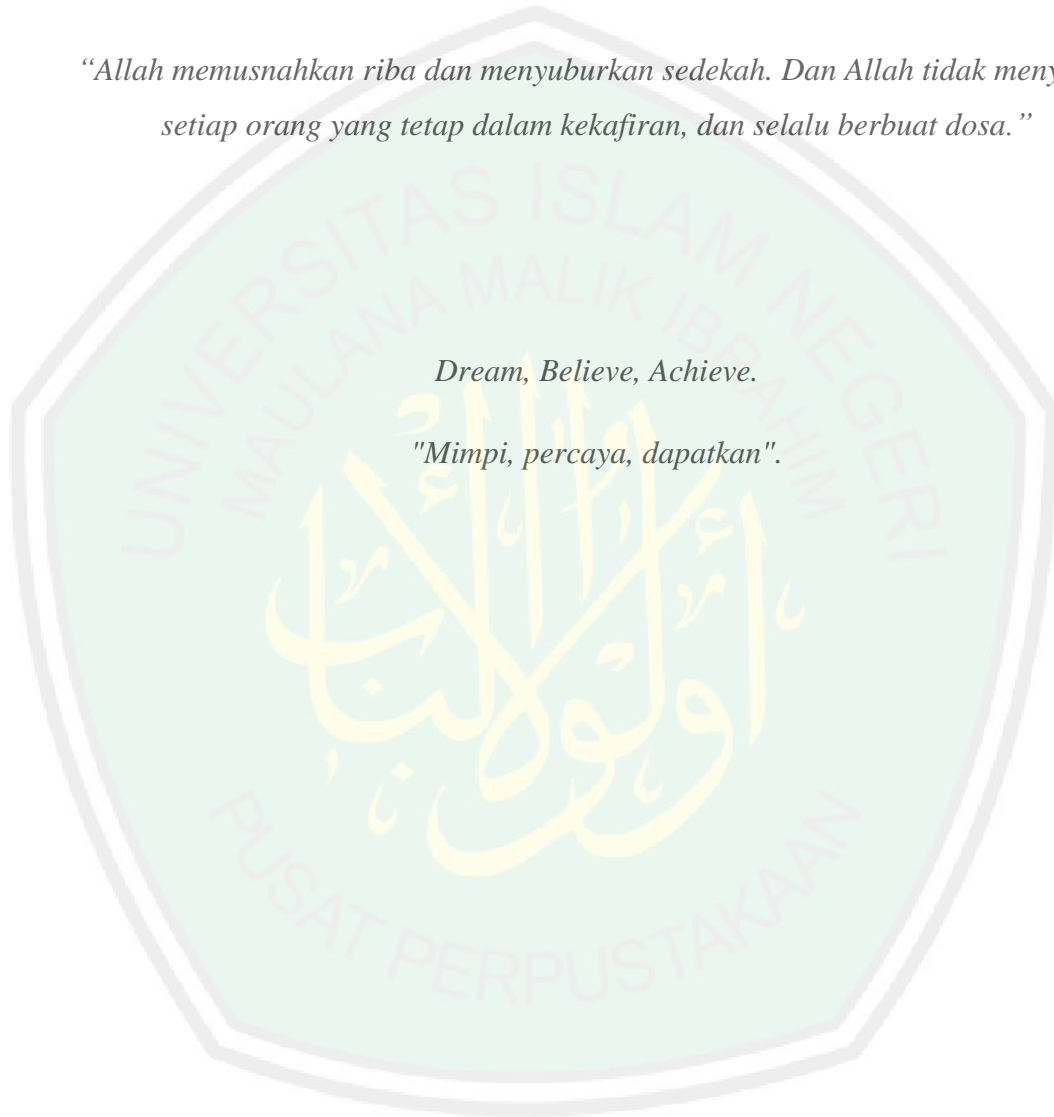 “Allah memusnahkan riba dan menyuburkan sedekah. Dan Allah tidak
setiap orang yang tetap dalam kekafiran, dan selalu berbuat dosa.”
UNIVERSITAS ISLAM NEGERI
MAULANA MALIK IBRAHIM
Dream, Believe, Achieve.
"Mimpi, percaya, dapatkan".
أولوا الألباب
PUSAT PERPUSTAKAAN